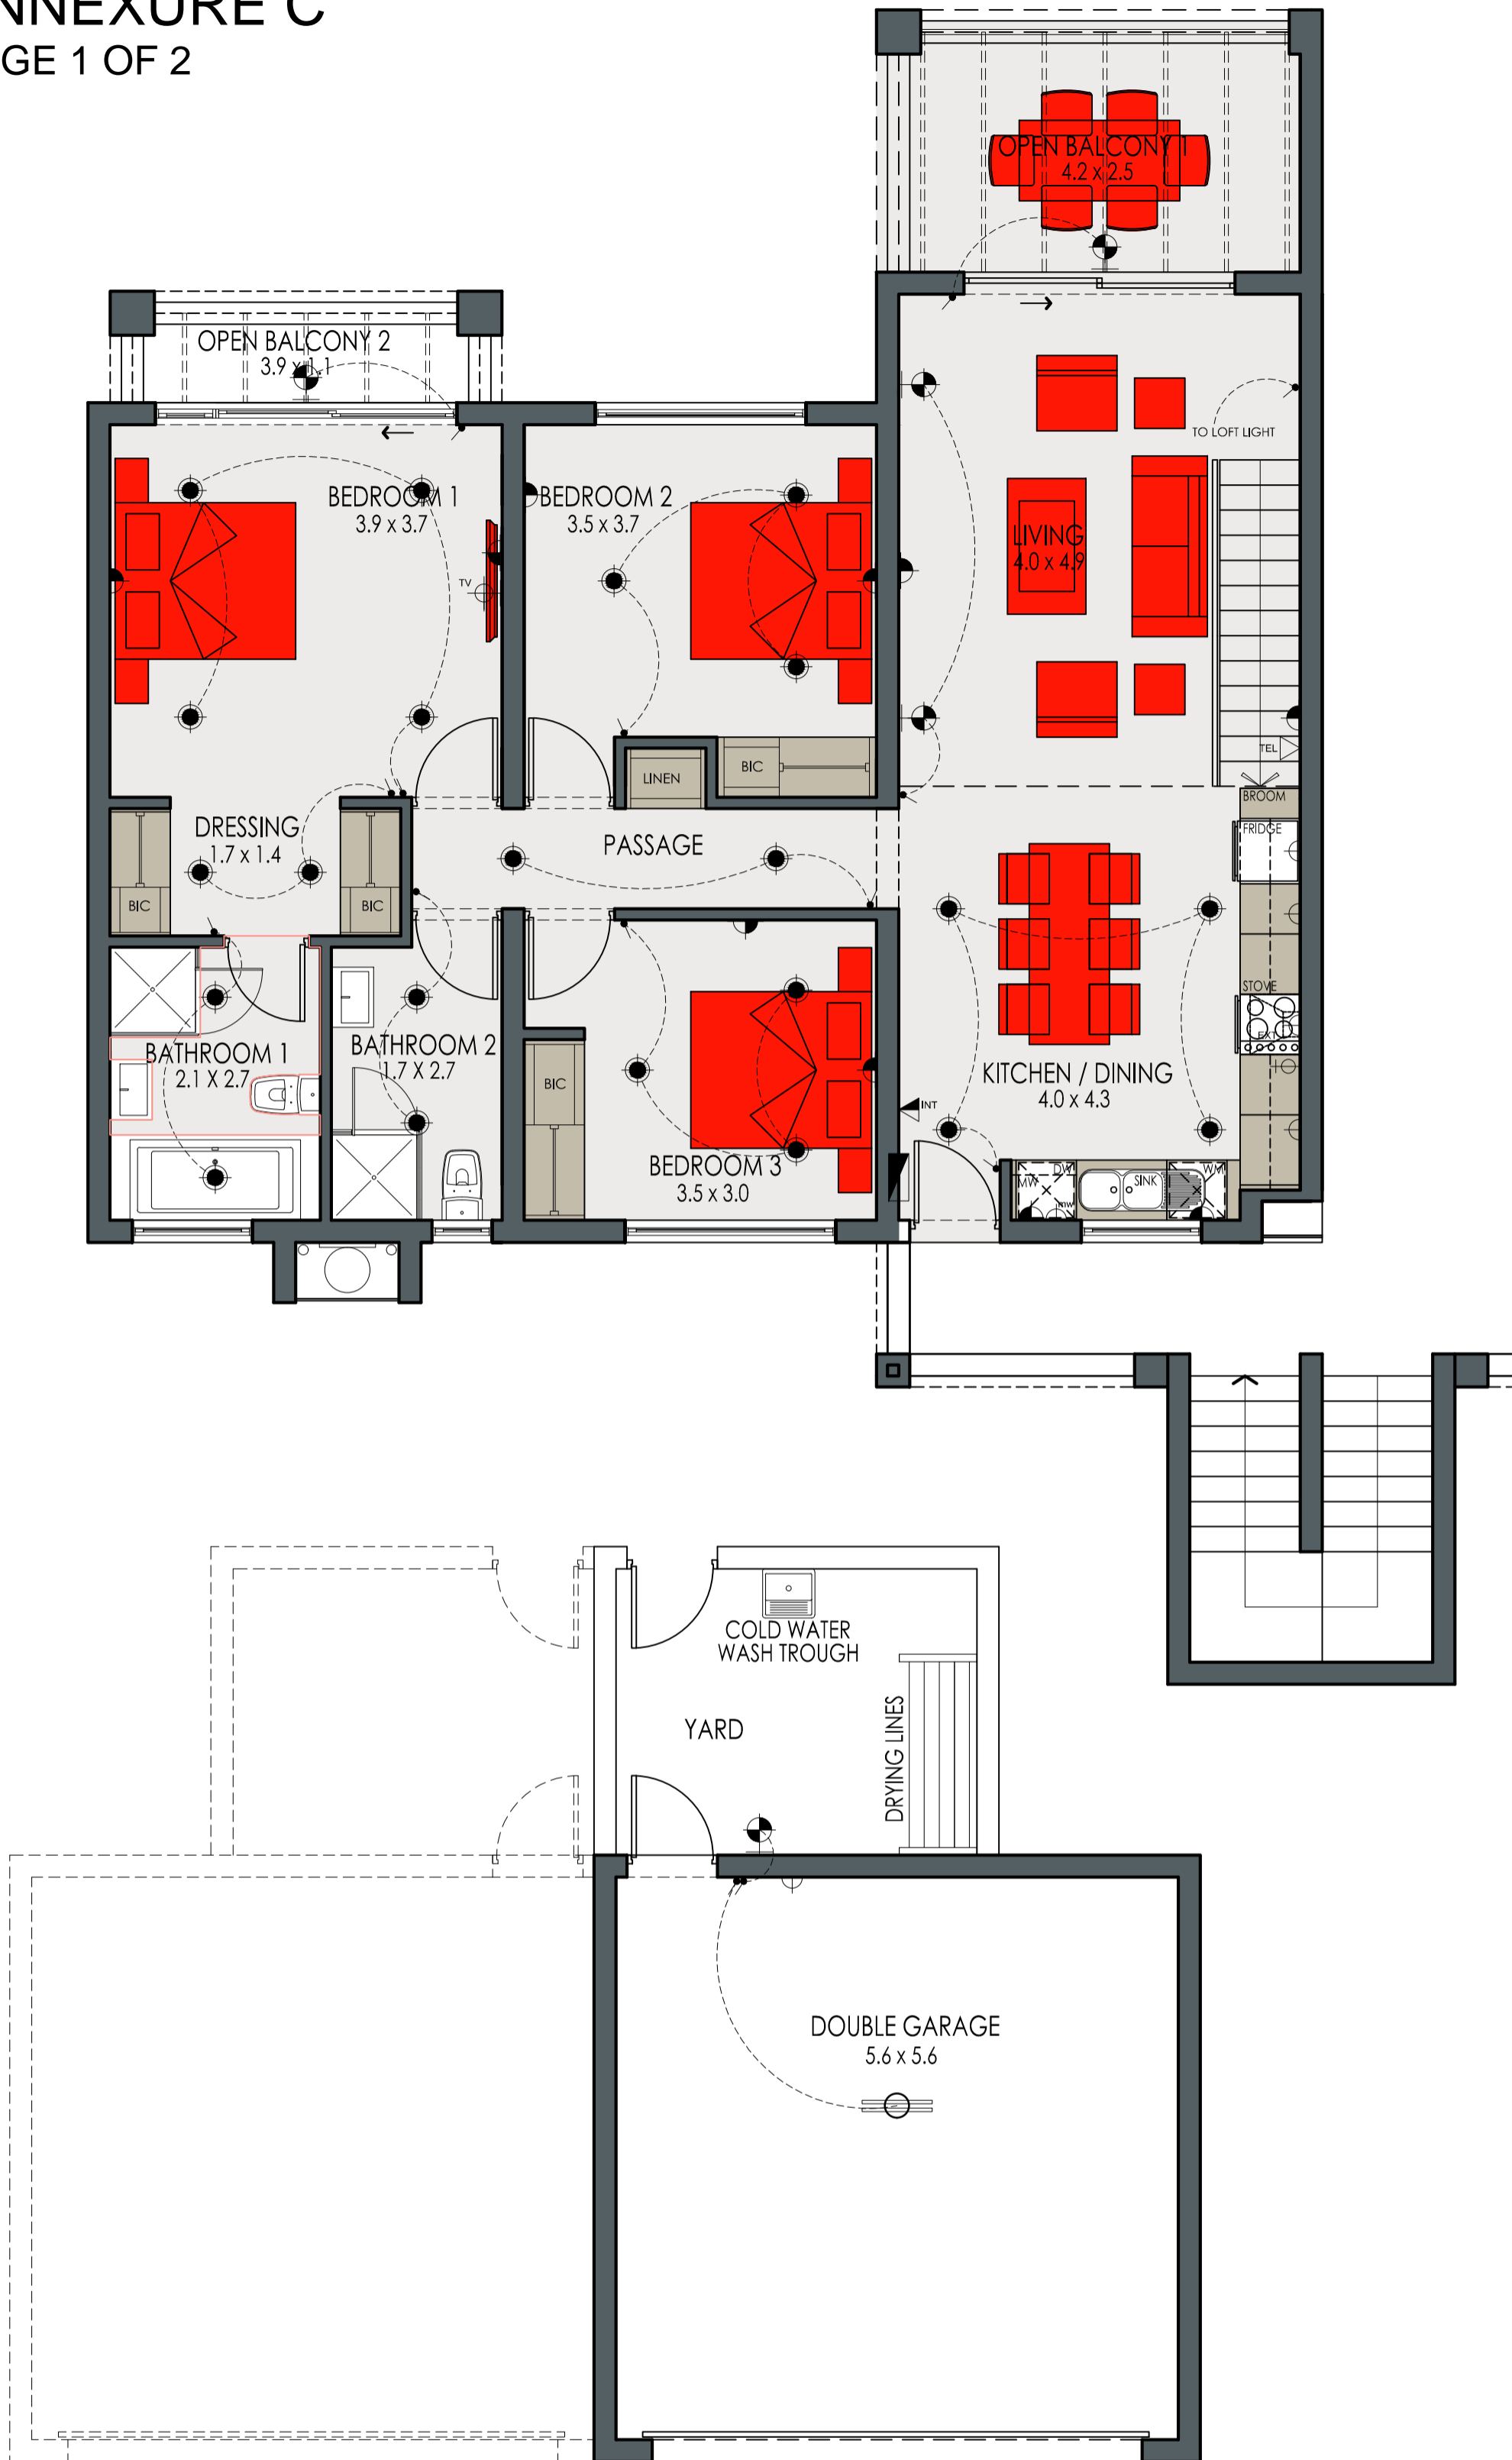 NNEXURE C
GE 1 OF 2
OPEN BALCONY 1
4.2 x 2.5
OPEN BALCONY 2
3.9 x 1.1
TO LOFT LIGHT
BEDROOM 1
3.9 x 3.7
BEDROOM 2
3.5 x 3.7
LIVING
4.0 x 4.9
TV
TEL
LINEN
BIC
BROOM
FRIDGE
DRESSING
1.7 x 1.4
PASSAGE
BIC
BIC
STOVE
EXT
BATHROOM 1
2.1 X 2.7
BATHROOM 2
1.7 X 2.7
BIC
KITCHEN / DINING
4.0 x 4.3
INT
BEDROOM 3
3.5 x 3.0
DW
MW
mw
SINK
WM
COLD WATER
WASH TROUGH
YARD
DRYING LINES
DOUBLE GARAGE
5.6 x 5.6